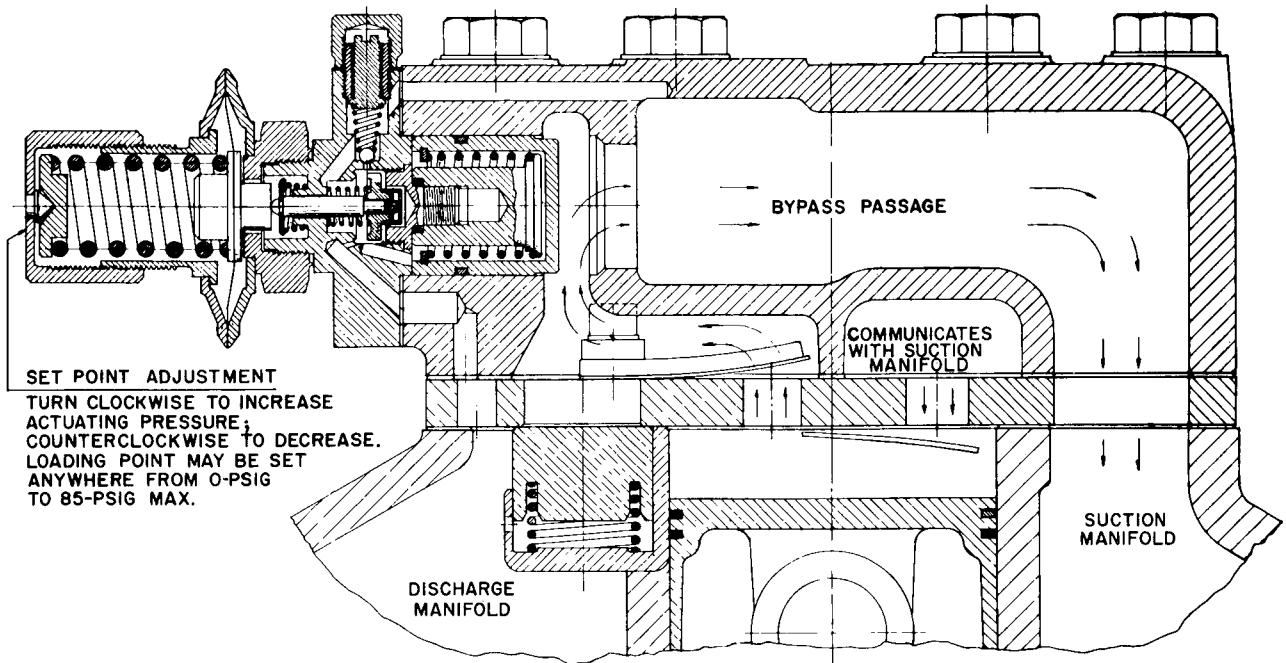 BYPASS PASSAGE
COMMUNICATES
WITH SUCTION
MANIFOLD
SET POINT ADJUSTMENT
TURN CLOCKWISE TO INCREASE
ACTUATING PRESSURE;
COUNTERCLOCKWISE TO DECREASE.
LOADING POINT MAY BE SET
ANYWHERE FROM 0-PSIG
TO 85-PSIG MAX.
SUCTION
MANIFOLD
DISCHARGE
MANIFOLD